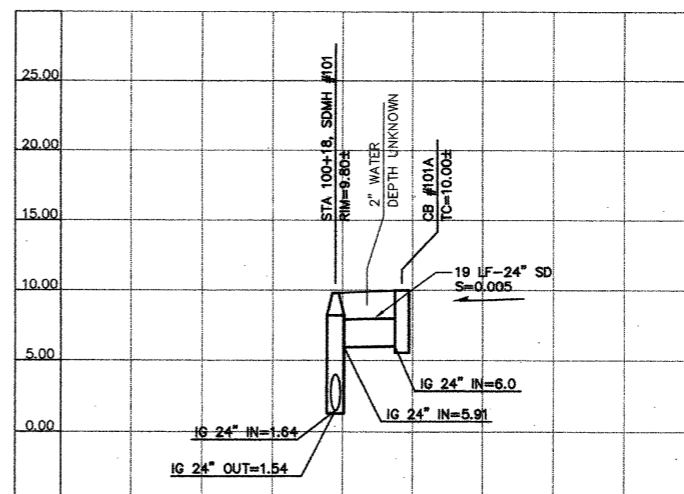 25.00
20.00
15.00
10.00
5.00
0.00
STA 100+18, SDMH #101
RIM=9.80±
2" WATER
DEPTH UNKNOWN
CB #101A
TC=10.00±
19 LF-24" SD
S=0.005
IG 24" IN=6.0
IG 24" IN=5.91
IG 24" IN=1.64
IG 24" OUT=1.54